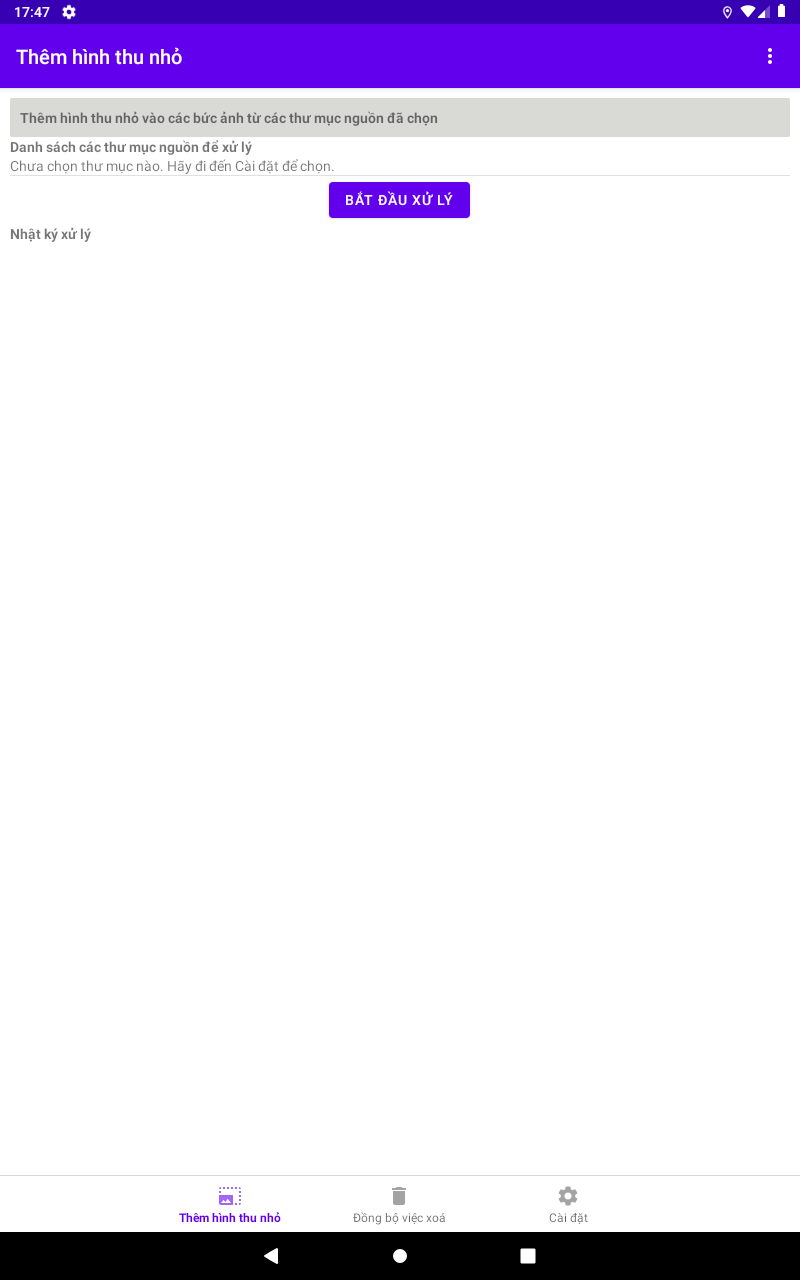 17:47
Thêm hình thu nhỏ
Thêm hình thu nhỏ vào các bức ảnh từ các thư mục nguồn đã chọn
Danh sách các thư mục nguồn để xử lý
Chưa chọn thư mục nào. Hãy đi đến Cài đặt để chọn.
BẮT ĐẦU XỬ LÝ
Nhật ký xử lý
Thêm hình thu nhỏ
Đồng bộ việc xoá
Cài đặt